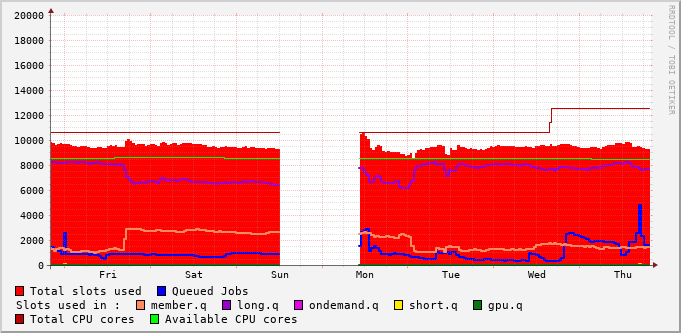 RRDTOOL / TOBI OETIKER
20000
18000
16000
14000
12000
10000
8000
6000
4000
2000
0
Fri Sat Sun Mon Tue Wed Thu
Total slots used Queued Jobs
Slots used in : member.q long.q ondemand.q short.q gpu.q
Total CPU cores Available CPU cores